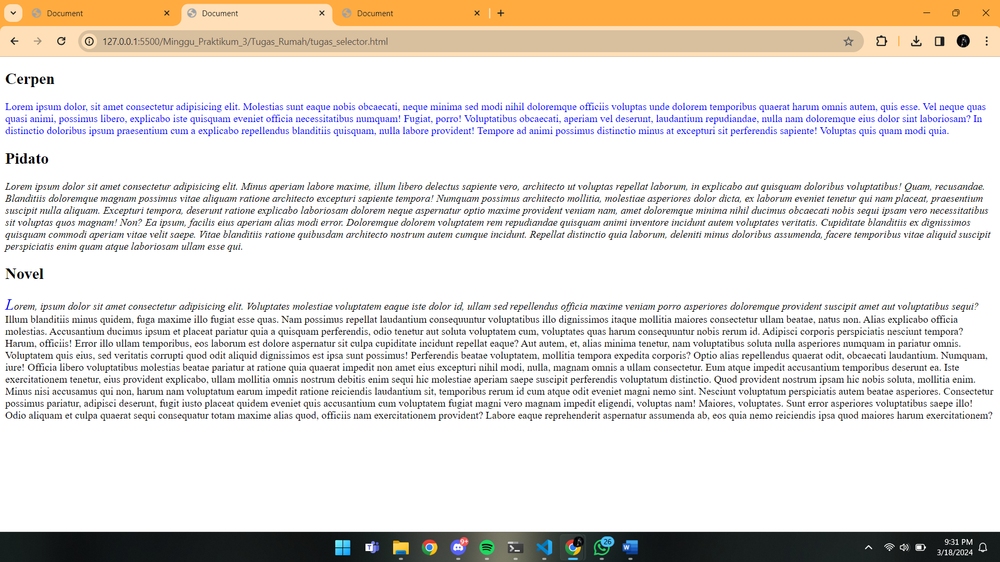 Document
Document
Document
127.0.0.1:5500/Minggu_Praktikum_3/Tugas_Rumah/tugas_selector.html
Cerpen
Lorem ipsum dolor, sit amet consectetur adipisicing elit. Molestias sunt eaque nobis obcaecati, neque minima sed modi nihil doloremque officiis voluptas unde dolorem temporibus quaerat harum omnis autem, quis esse. Vel neque quas
quasi animi, possimus libero, explicabo iste quisquam eveniet officia necessitatibus numquam! Fugiat, porro! Voluptatibus obcaecati, aperiam vel deserunt, laudantium repudiandae, nulla nam doloremque eius dolor sint laboriosam? In
distinctio doloribus ipsum praesentium cum a explicabo repellendus blanditiis quisquam, nulla labore provident! Tempore ad animi possimus distinctio minus at excepturi sit perferendis sapiente! Voluptas quis quam modi quia.
Pidato
Lorem ipsum dolor sit amet consectetur adipisicing elit. Minus aperiam labore maxime, illum libero delectus sapiente vero, architecto ut voluptas repellat laborum, in explicabo aut quisquam doloribus voluptatibus! Quam, recusandae.
Blanditiis doloremque magnam possimus vitae aliquam ratione architecto excepturi sapiente tempora! Numquam possimus architecto mollitia, molestiae asperiores dolor dicta, ex laborum eveniet tenetur qui nam placeat, praesentium
suscipit nulla aliquam. Excepturi tempora, deserunt ratione explicabo laboriosam dolorem neque aspernatur optio maxime provident veniam nam, amet doloremque minima nihil ducimus obcaecati nobis sequi ipsam vero necessitatibus
sit voluptas quos magnam! Non? Ea ipsum, facilis eius aperiam alias modi error. Doloremque dolorem voluptatem rem repudiandae quisquam animi inventore incidunt autem voluptates veritatis. Cupiditate blanditiis ex dignissimos
quisquam commodi aperiam vitae velit saepe. Vitae blanditiis ratione quibusdam architecto nostrum autem cumque incidunt. Repellat distinctio quia laborum, deleniti minus doloribus assumenda, facere temporibus vitae aliquid suscipit
perspiciatis enim quam atque laboriosam ullam esse qui.
Novel
Lorem, ipsum dolor sit amet consectetur adipisicing elit. Voluptates molestiae voluptatem eaque iste dolor id, ullam sed repellendus officia maxime veniam porro asperiores doloremque provident suscipit amet aut voluptatibus sequi?
Illum blanditiis minus quidem, fuga maxime illo fugiat esse quas. Nam possimus repellat laudantium consequuntur voluptatibus illo dignissimos itaque mollitia maiores consectetur ullam beatae, natus non. Alias explicabo officia
molestias. Accusantium ducimus ipsum et placeat pariatur quia a quisquam perferendis, odio tenetur aut soluta voluptatem cum, voluptates quas harum consequuntur nobis rerum id. Adipisci corporis perspiciatis nesciunt tempora?
Harum, officiis! Error illo ullam temporibus, eos laborum est dolore aspernatur sit culpa cupiditate incidunt repellat eaque? Aut autem, et, alias minima tenetur, nam voluptatibus soluta nulla asperiores numquam in pariatur omnis.
Voluptatem quis eius, sed veritatis corrupti quod odit aliquid dignissimos est ipsa sunt possimus! Perferendis beatae voluptatem, mollitia tempora expedita corporis? Optio alias repellendus quaerat odit, obcaecati laudantium. Numquam,
iure! Officia libero voluptatibus molestias beatae pariatur at ratione quia quaerat impedit non amet eius excepturi nihil modi, nulla, magnam omnis a ullam consectetur. Eum atque impedit accusantium temporibus deserunt ea. Iste
exercitationem tenetur, eius provident explicabo, ullam mollitia omnis nostrum debitis enim sequi hic molestiae aperiam saepe suscipit perferendis voluptatum distinctio. Quod provident nostrum ipsam hic nobis soluta, mollitia enim.
Minus nisi accusamus qui non, harum nam voluptatum earum impedit ratione reiciendis laudantium sit, temporibus rerum id cum atque odit eveniet magni nemo sint. Nesciunt voluptatum perspiciatis autem beatae asperiores. Consectetur
possimus pariatur, adipisci deserunt, fugit iusto placeat quidem eveniet quis accusantium cum voluptatem fugiat magni vero magnam impedit eligendi, voluptas nam! Maiores, voluptates. Sunt error asperiores voluptatibus saepe illo!
Odio aliquam et culpa quaerat sequi consequatur totam maxime alias quod, officiis nam exercitationem provident? Labore eaque reprehenderit aspernatur assumenda ab, eos quia nemo reiciendis ipsa quod maiores harum exercitationem?
9+
26
9:31 PM
3/18/2024